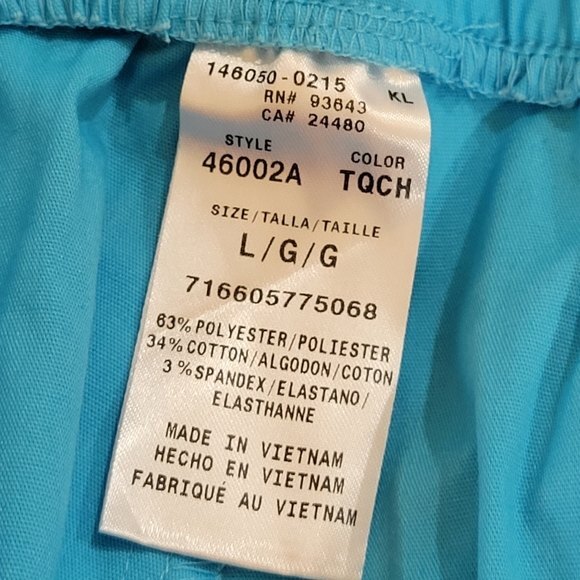 146050-0215 KL
RN# 93643
CA# 24480
STYLE COLOR
46002A TQCH
SIZE/TALLA/TAILLE
L/G/G
716605775068
63% POLYESTER/POLIESTER
34% COTTON/ALGODON/COTON
3% SPANDEX/ELASTANO/
ELASTHANNE
MADE IN VIETNAM
HECHO EN VIETNAM
FABRIQUÉ AU VIETNAM